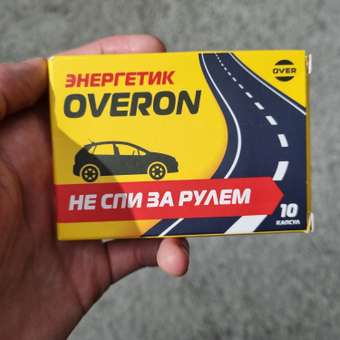 ЭНЕРГЕТИК
OVER
OVERON
НЕ СПИ ЗА РУЛЕМ
10
КАПСУЛ